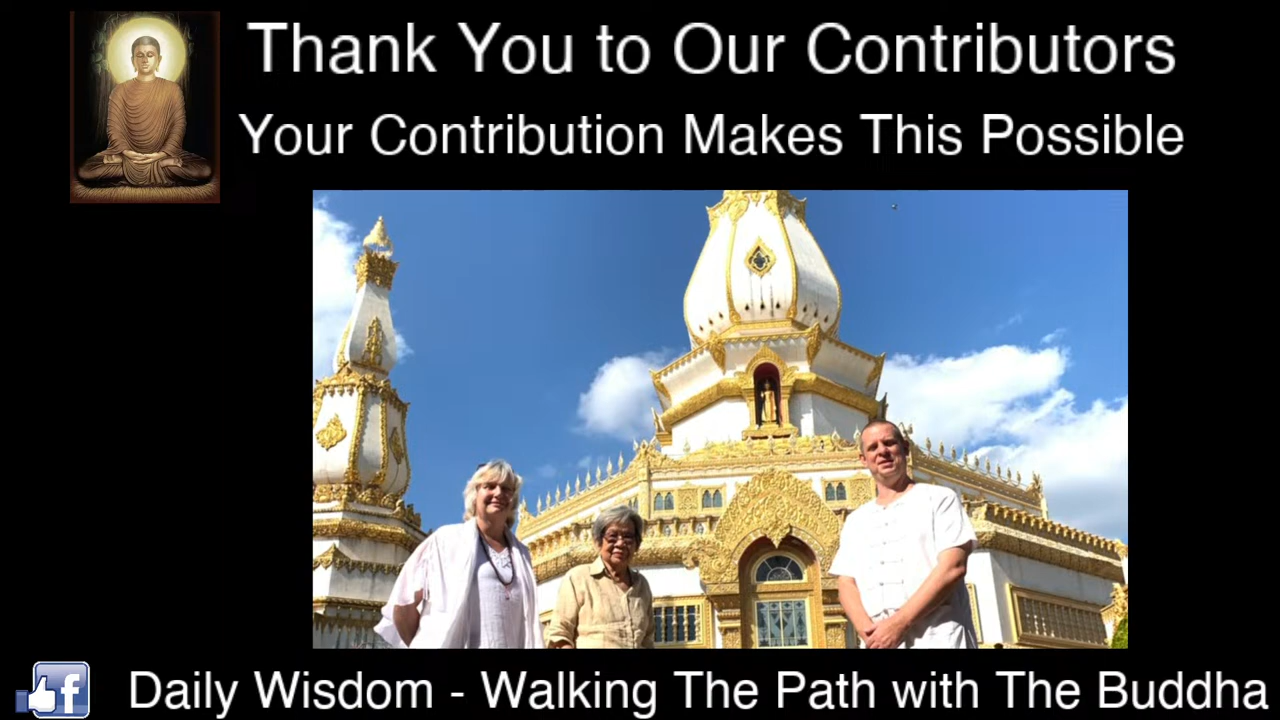 Thank You to Our Contributors
Your Contribution Makes This Possible
Daily Wisdom - Walking The Path with The Buddha